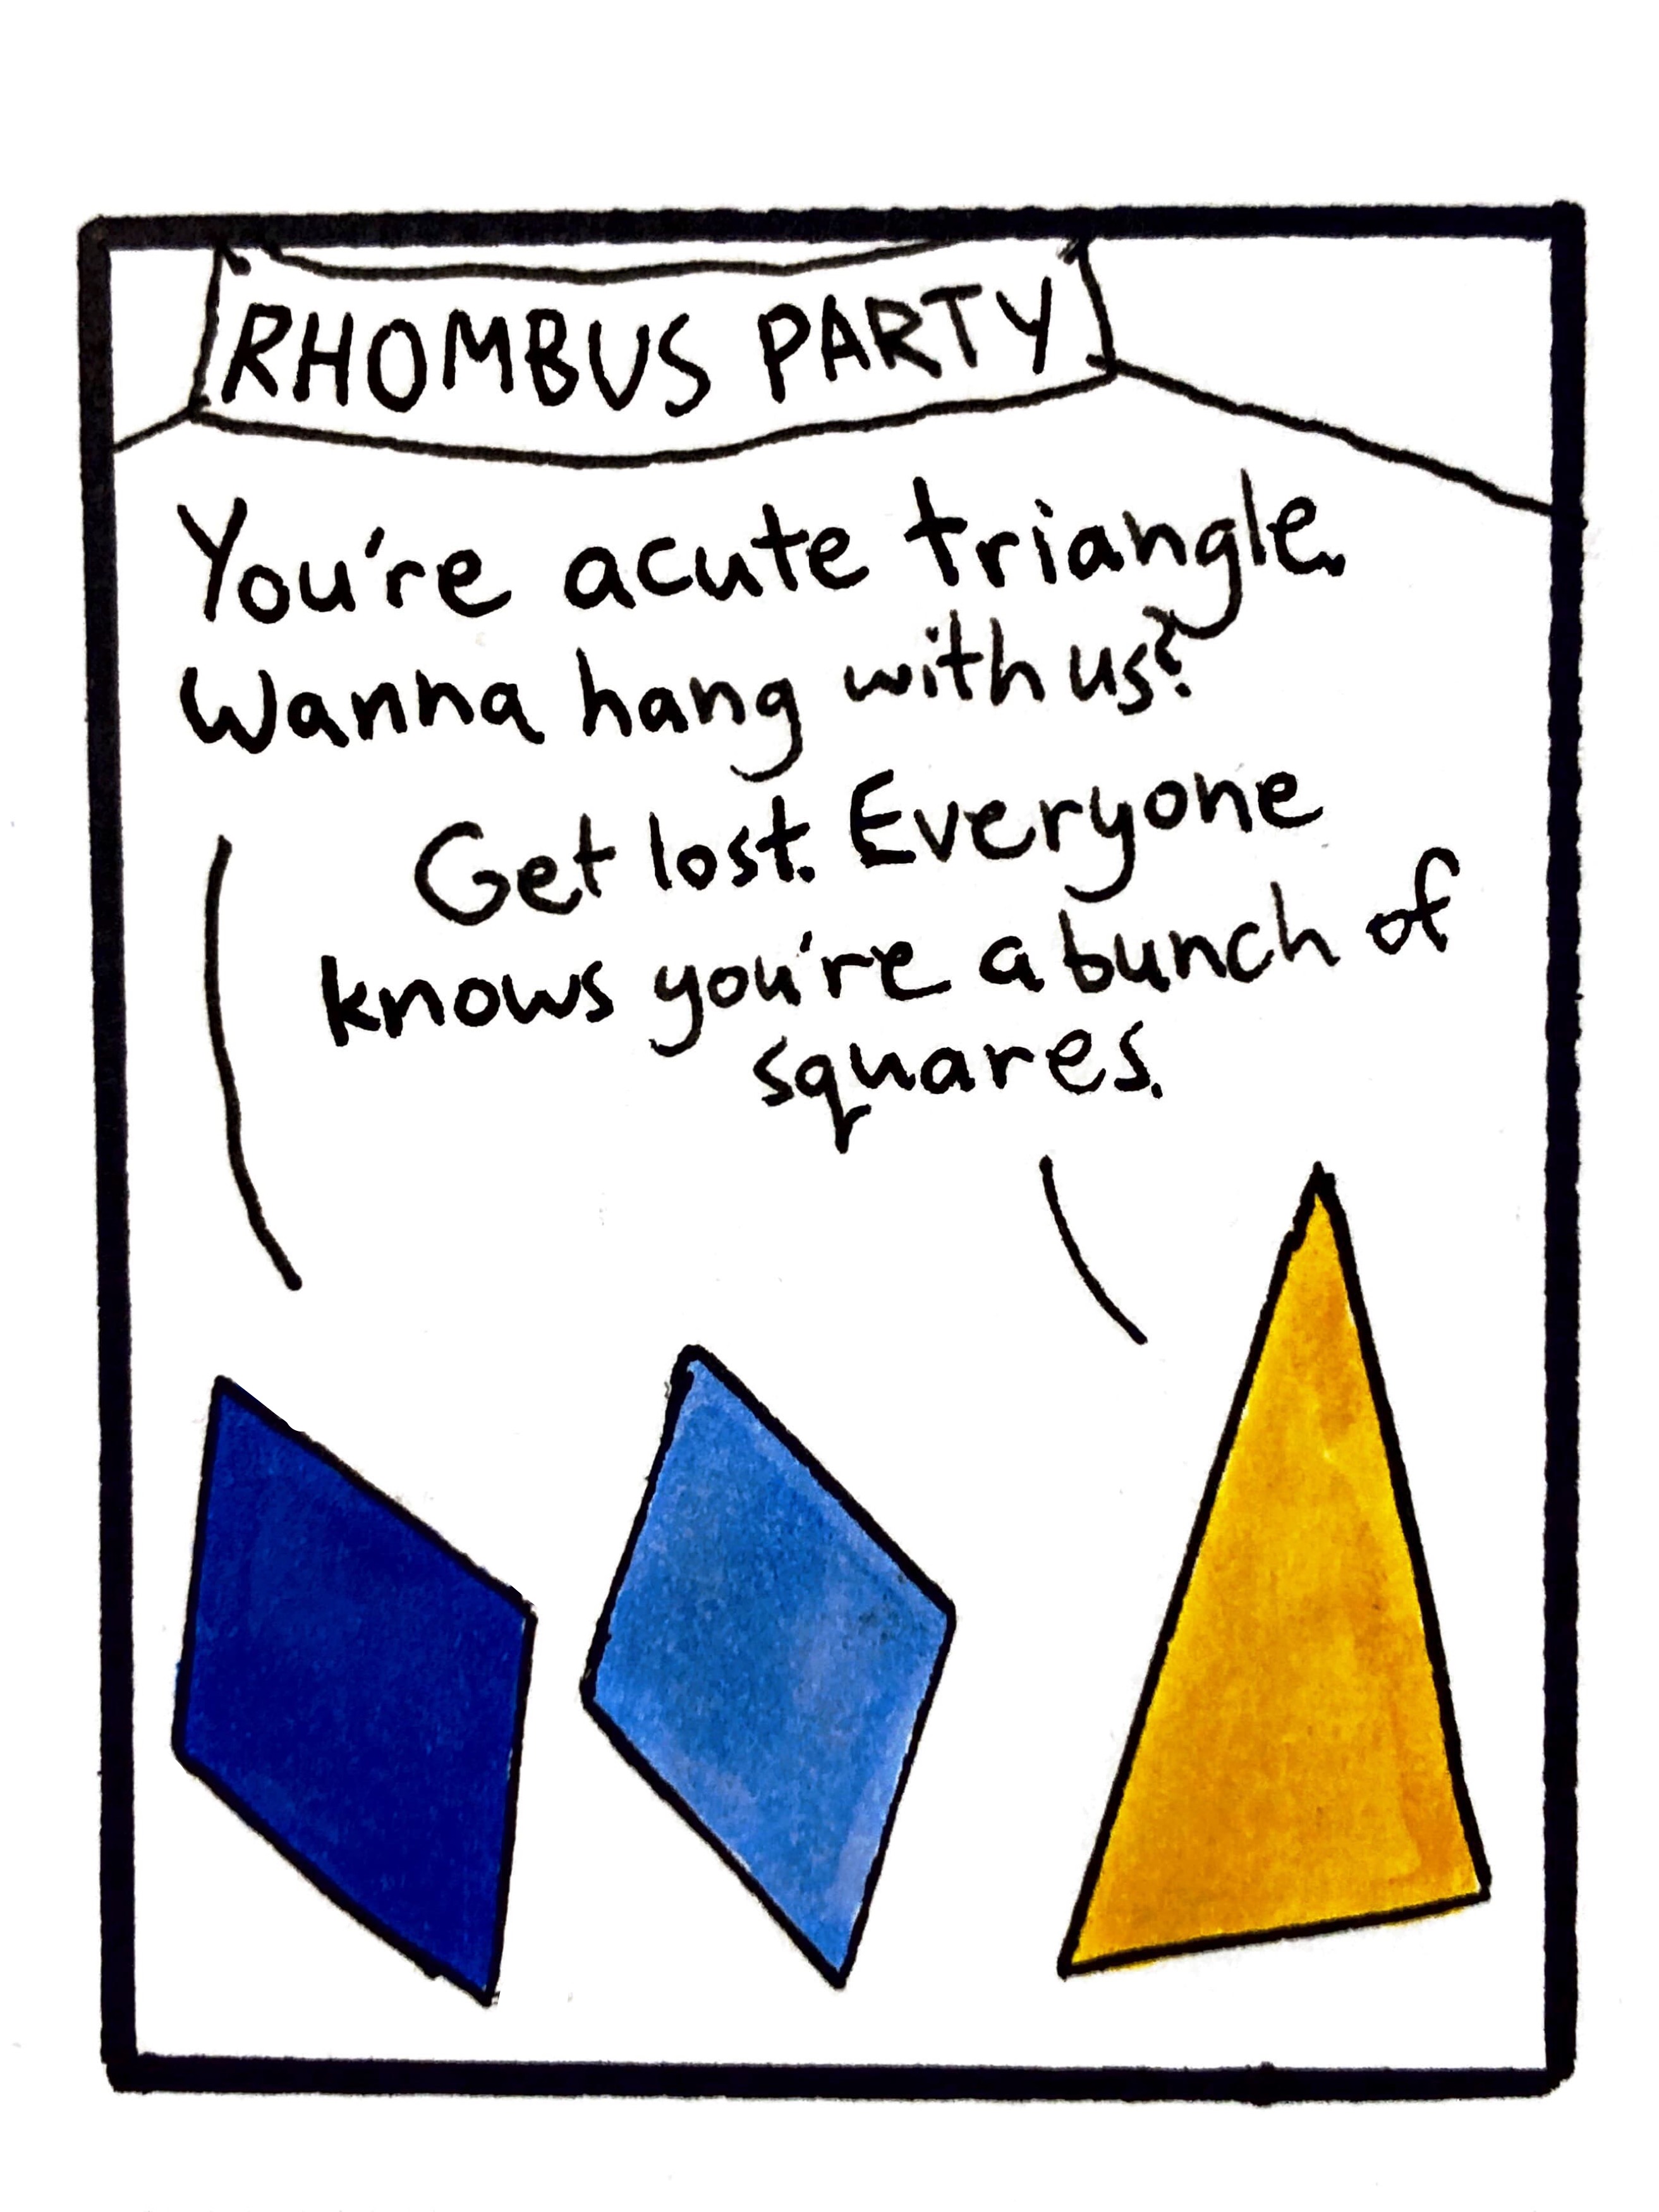 RHOMBUS PARTY
You're acute triangle.
Wanna hang with us?
Get lost. Everyone
knows you're a bunch of
squares.